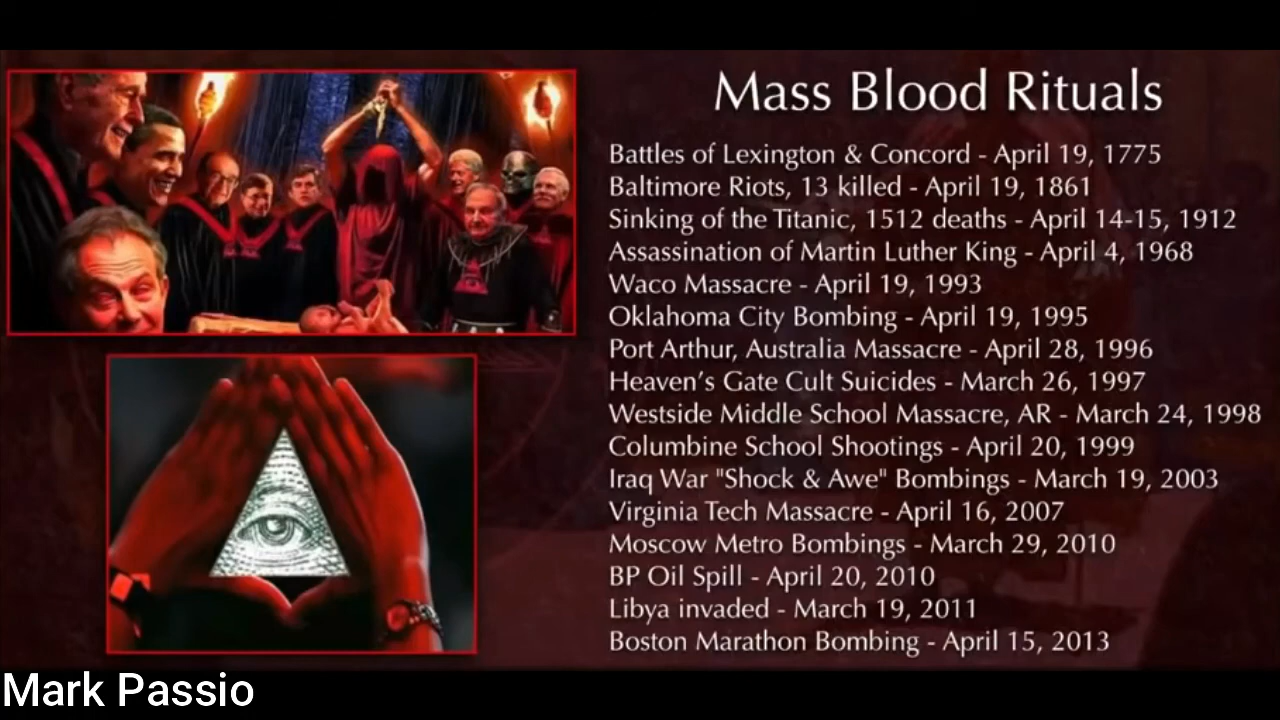 Mass Blood Rituals
Battles of Lexington & Concord - April 19, 1775
Baltimore Riots, 13 killed - April 19, 1861
Sinking of the Titanic, 1512 deaths - April 14-15, 1912
Assassination of Martin Luther King - April 4, 1968
Waco Massacre - April 19, 1993
Oklahoma City Bombing - April 19, 1995
Port Arthur, Australia Massacre - April 28, 1996
Heaven's Gate Cult Suicides - March 26, 1997
Westside Middle School Massacre, AR - March 24, 1998
Columbine School Shootings - April 20, 1999
Iraq War "Shock & Awe" Bombings - March 19, 2003
Virginia Tech Massacre - April 16, 2007
Moscow Metro Bombings - March 29, 2010
BP Oil Spill - April 20, 2010
Libya invaded - March 19, 2011
Boston Marathon Bombing - April 15, 2013
Mark Passio